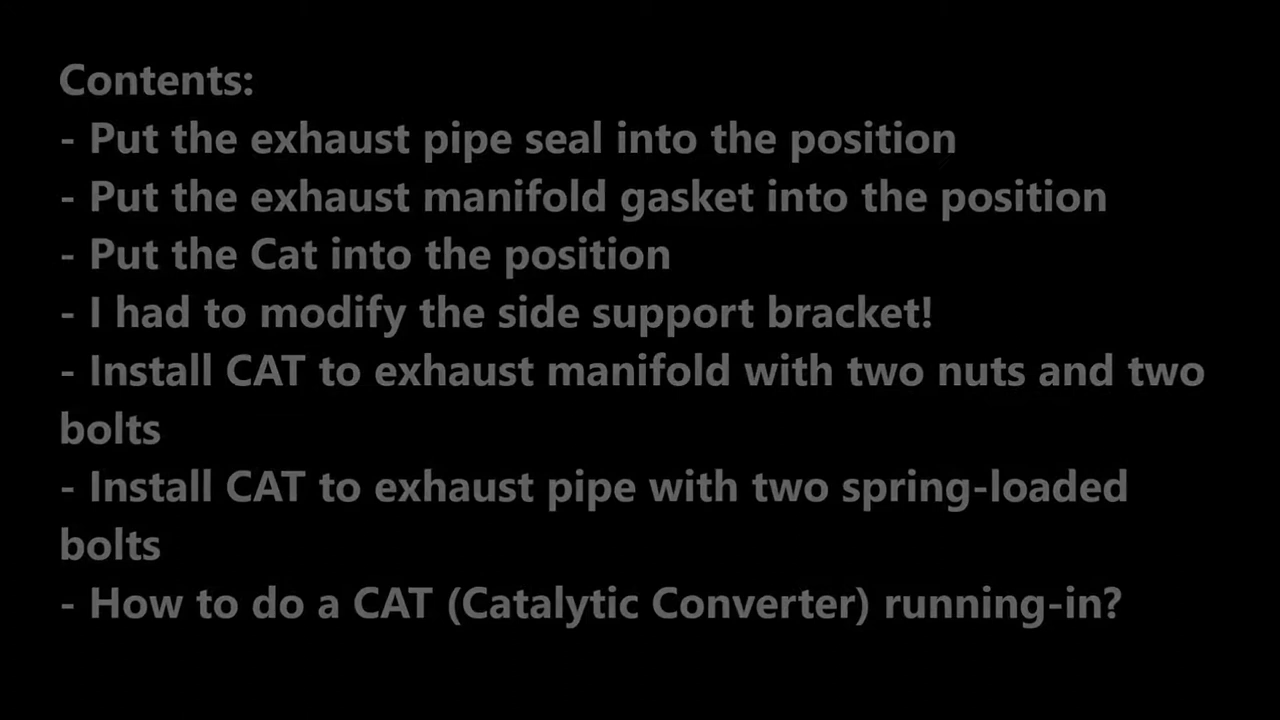 Contents:
- Put the exhaust pipe seal into the position
- Put the exhaust manifold gasket into the position
- Put the Cat into the position
- I had to modify the side support bracket!
- Install CAT to exhaust manifold with two nuts and two
bolts
- Install CAT to exhaust pipe with two spring-loaded
bolts
- How to do a CAT (Catalytic Converter) running-in?